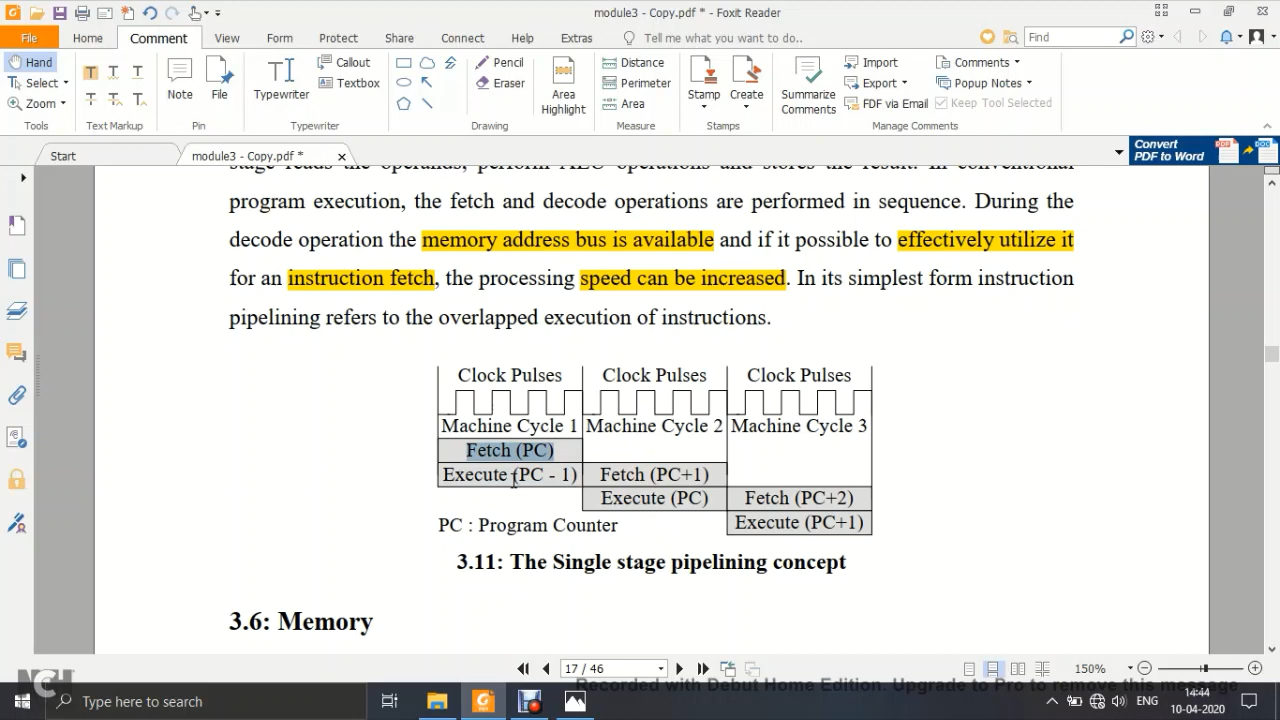 module3 - Copy.pdf * - Foxit Reader
File Home Comment View Form Protect Share Connect Help Extras Tell me what you want to do.. Find
Hand
Select
Zoom
Tools
Text Markup
Note
File
Pin
Typewriter
Callout
Textbox
Typewriter
Pencil
Eraser
Drawing
Area Highlight
Distance
Perimeter
Area
Measure
Stamp
Create
Stamps
Summarize Comments
Import
Export
FDF via Email
Comments
Popup Notes
Keep Tool Selected
Manage Comments
Start
module3 - Copy.pdf *
Convert
PDF to Word
program execution, the fetch and decode operations are performed in sequence. During the
decode operation the memory address bus is available and if it possible to effectively utilize it
for an instruction fetch, the processing speed can be increased. In its simplest form instruction
pipelining refers to the overlapped execution of instructions.
Clock Pulses Clock Pulses Clock Pulses
Machine Cycle 1 Machine Cycle 2 Machine Cycle 3
Fetch (PC)
Execute (PC - 1) Fetch (PC+1)
Execute (PC) Fetch (PC+2)
PC : Program Counter Execute (PC+1)
3.11: The Single stage pipelining concept
3.6: Memory
17 / 46
150%
NCH
Recorded with Debut Home Edition. Upgrade to Pro to remove this message
Type here to search
ENG
14:44
10-04-2020